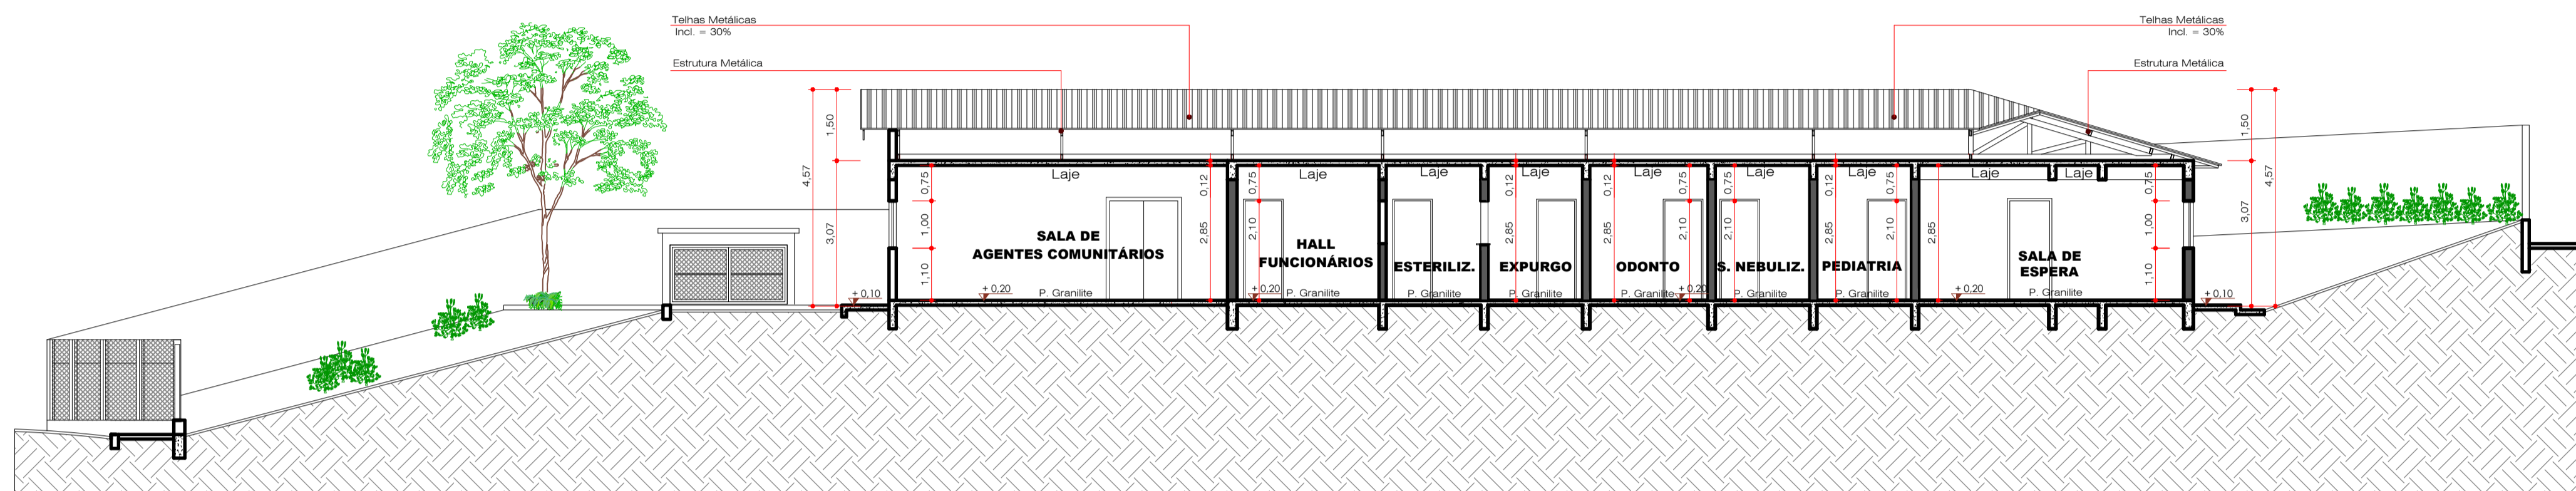 Telhas Metálicas
Incl. = 30%
Estrutura Metálica
Telhas Metálicas
Incl. = 30%
Estrutura Metálica
4,57
1,50
3,07
0,75
1,00
1,10
Laje
0,12
2,85
0,75
2,10
Laje
Laje
0,12
2,85
Laje
0,12
2,85
Laje
0,75
2,10
0,75
2,10
Laje
0,12
2,85
Laje
0,75
2,10
2,85
Laje
Laje
0,75
1,00
1,10
1,50
3,07
4,57
SALA DE
AGENTES COMUNITÁRIOS
HALL
FUNCIONÁRIOS
ESTERILIZ.
EXPURGO
ODONTO
S. NEBULIZ.
PEDIATRIA
SALA DE
ESPERA
+ 0,10
+ 0,20
P. Granilite
+ 0,20
P. Granilite
P. Granilite
P. Granilite
P. Granilite
+ 0,20
P. Granilite
P. Granilite
+ 0,20
P. Granilite
+ 0,10